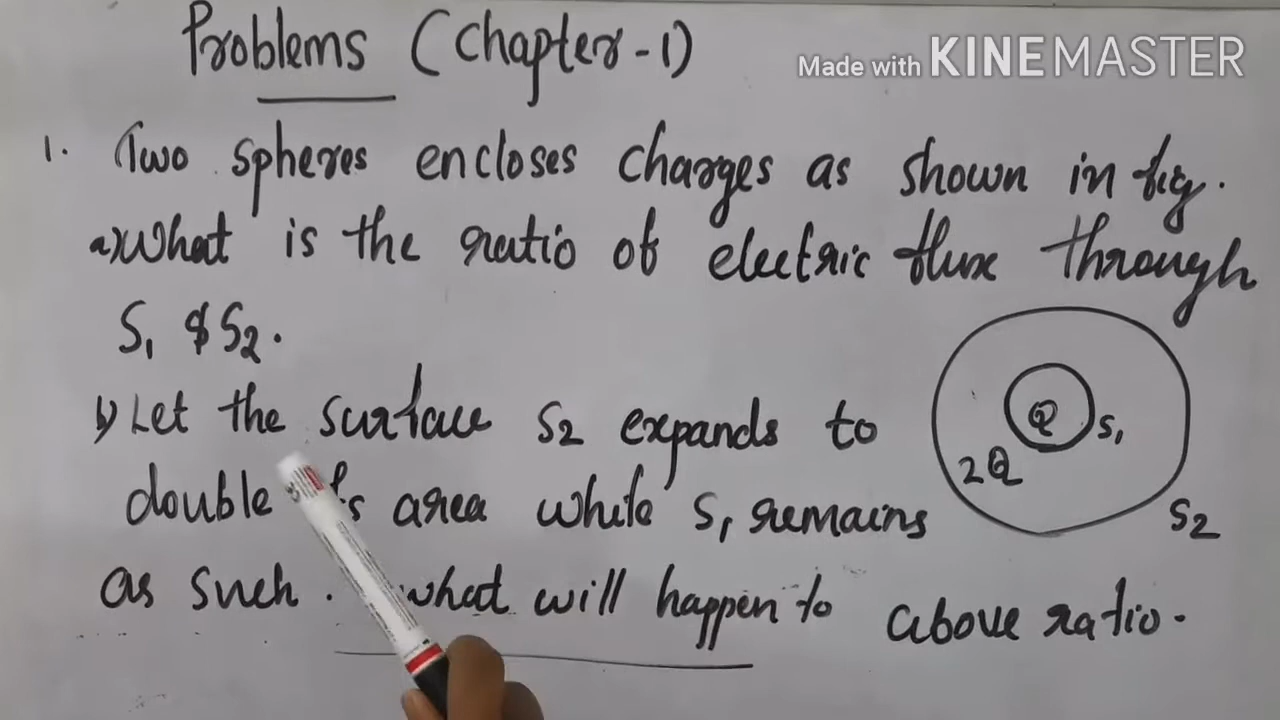 Problems (Chapter-1)
Made with KINEMASTER
1. Two spheres encloses charges as shown in fig.
a) What is the ratio of electric flux through
S1 & S2.
b) Let the surface S2 expands to
double its area while S1 remains
as such. what will happen to above ratio.
Q S1
2Q
S2